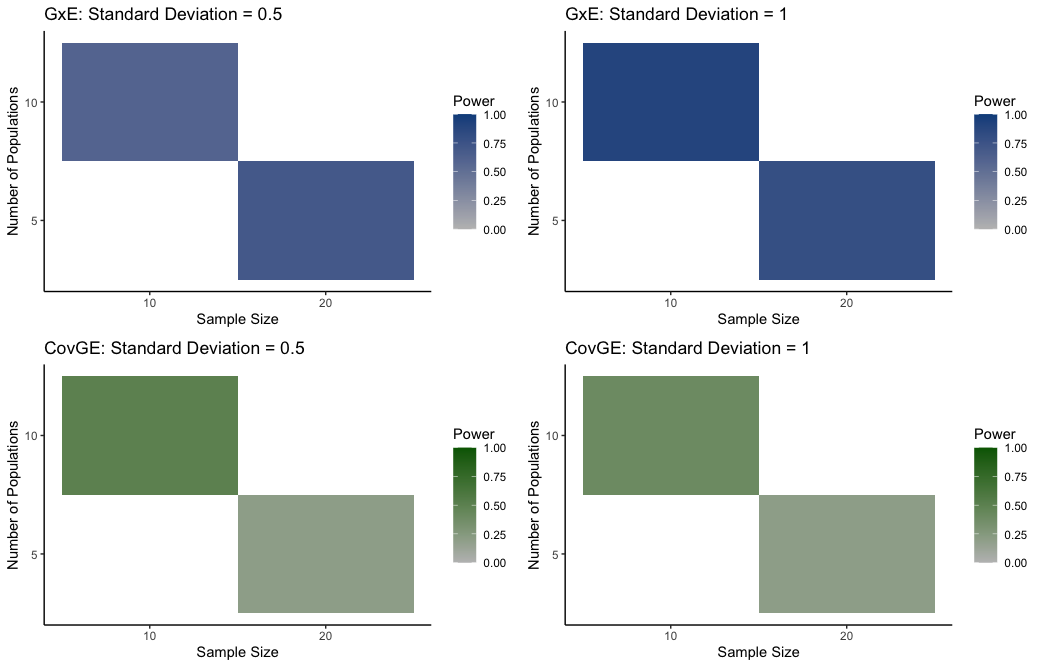 GxE: Standard Deviation = 0.5
Number of Populations
10
5
10
20
Sample Size
Power
1.00
0.75
0.50
0.25
0.00
GxE: Standard Deviation = 1
Number of Populations
10
5
10
20
Sample Size
Power
1.00
0.75
0.50
0.25
0.00
CovGE: Standard Deviation = 0.5
Number of Populations
10
5
10
20
Sample Size
Power
1.00
0.75
0.50
0.25
0.00
CovGE: Standard Deviation = 1
Number of Populations
10
5
10
20
Sample Size
Power
1.00
0.75
0.50
0.25
0.00